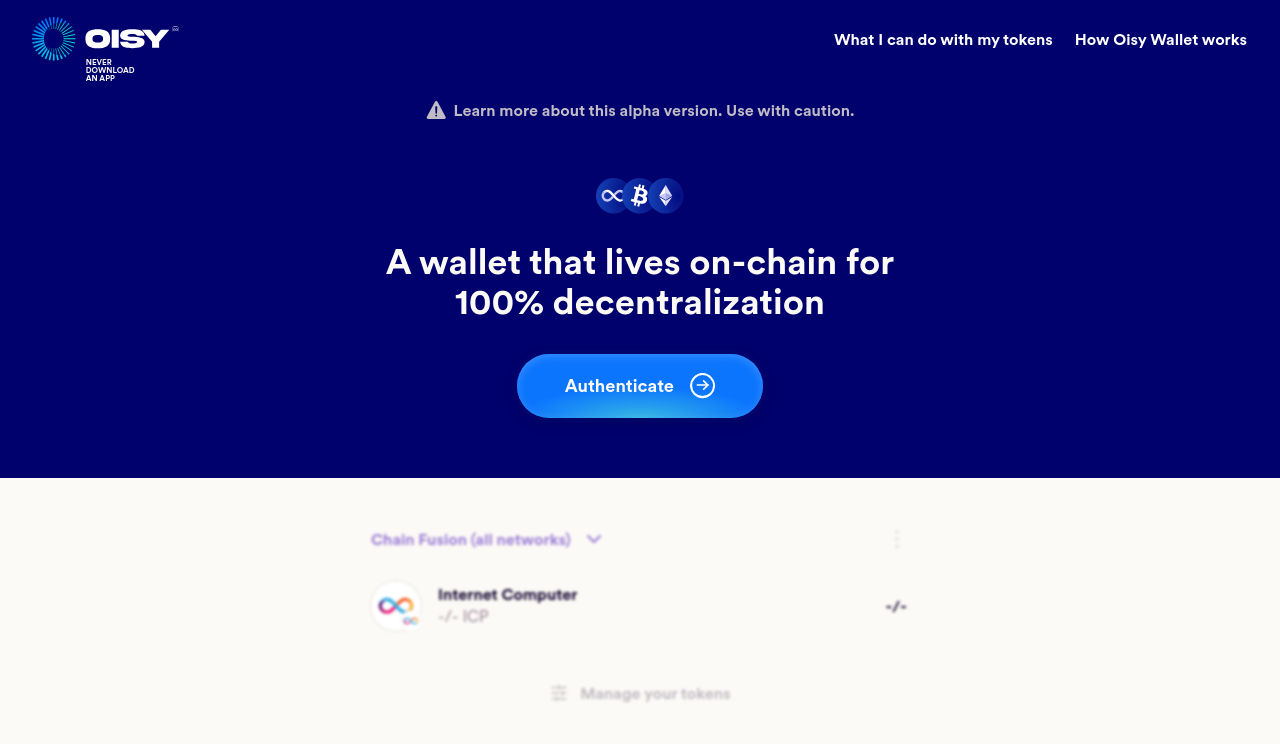 OISY
NEVER
DOWNLOAD
AN APP
What I can do with my tokens
How Oisy Wallet works
Learn more about this alpha version. Use with caution.
A wallet that lives on-chain for
100% decentralization
Authenticate
Chain Fusion (all networks)
Internet Computer
-/- ICP
-/-
Manage your tokens